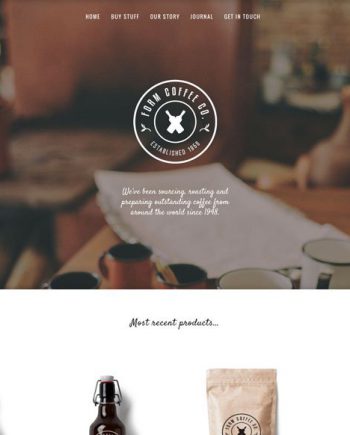 HOME BUY STUFF OUR STORY JOURNAL GET IN TOUCH
FORM COFFEE CO.
ESTABLISHED 1968
We've been sourcing, roasting and
preparing outstanding coffee from
around the world since 1948.
Most recent products...
FORM COFFEE CO.